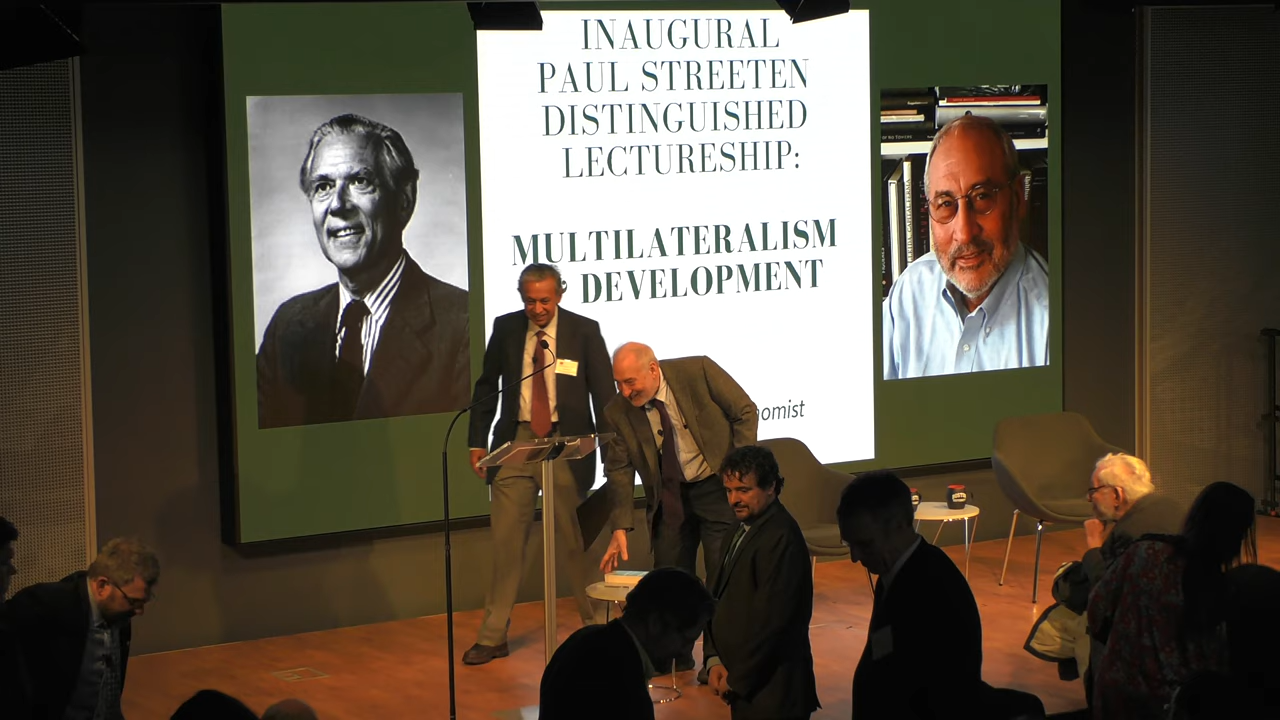 INAUGURAL
PAUL STREETEN
DISTINGUISHED
LECTURESHIP:
MULTILATERALISM
DEVELOPMENT